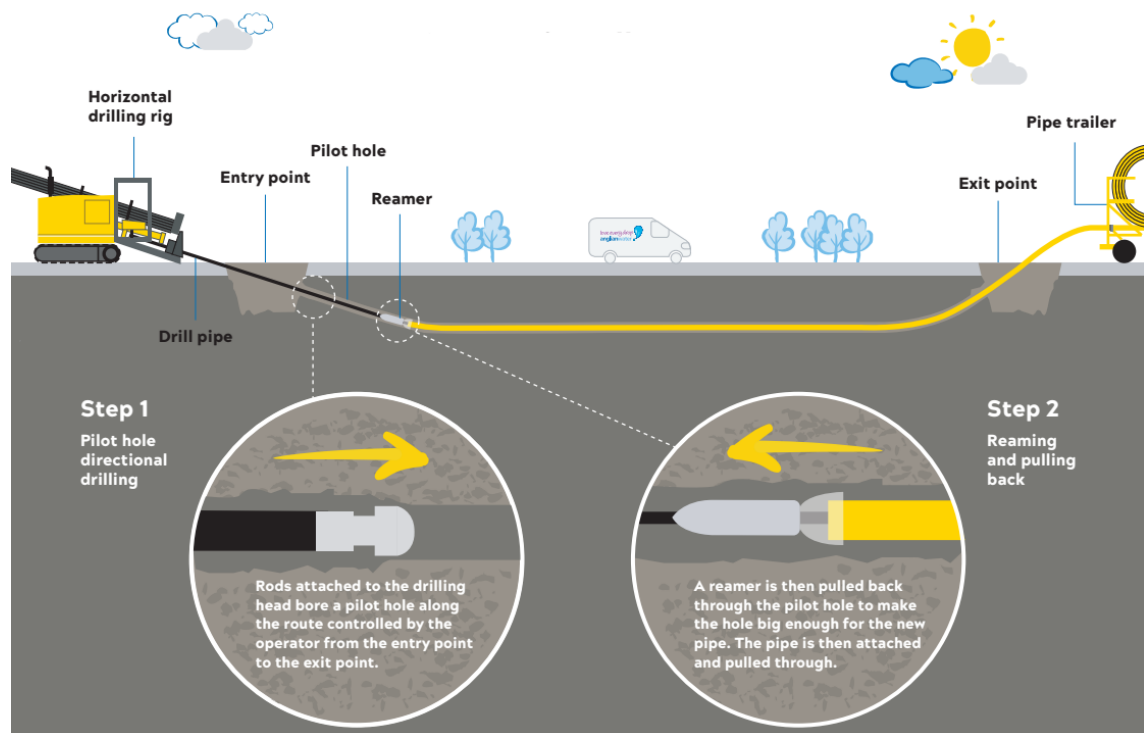 Horizontal
drilling rig
Pilot hole
Entry point
Reamer
Pipe trailer
Exit point
Drill pipe
love every drop
anglianwater
Step 1
Pilot hole
directional
drilling
Rods attached to the drilling
head bore a pilot hole along
the route controlled by the
operator from the entry point
to the exit point.
Step 2
Reaming
and pulling
back
A reamer is then pulled back
through the pilot hole to make
the hole big enough for the new
pipe. The pipe is then attached
and pulled through.